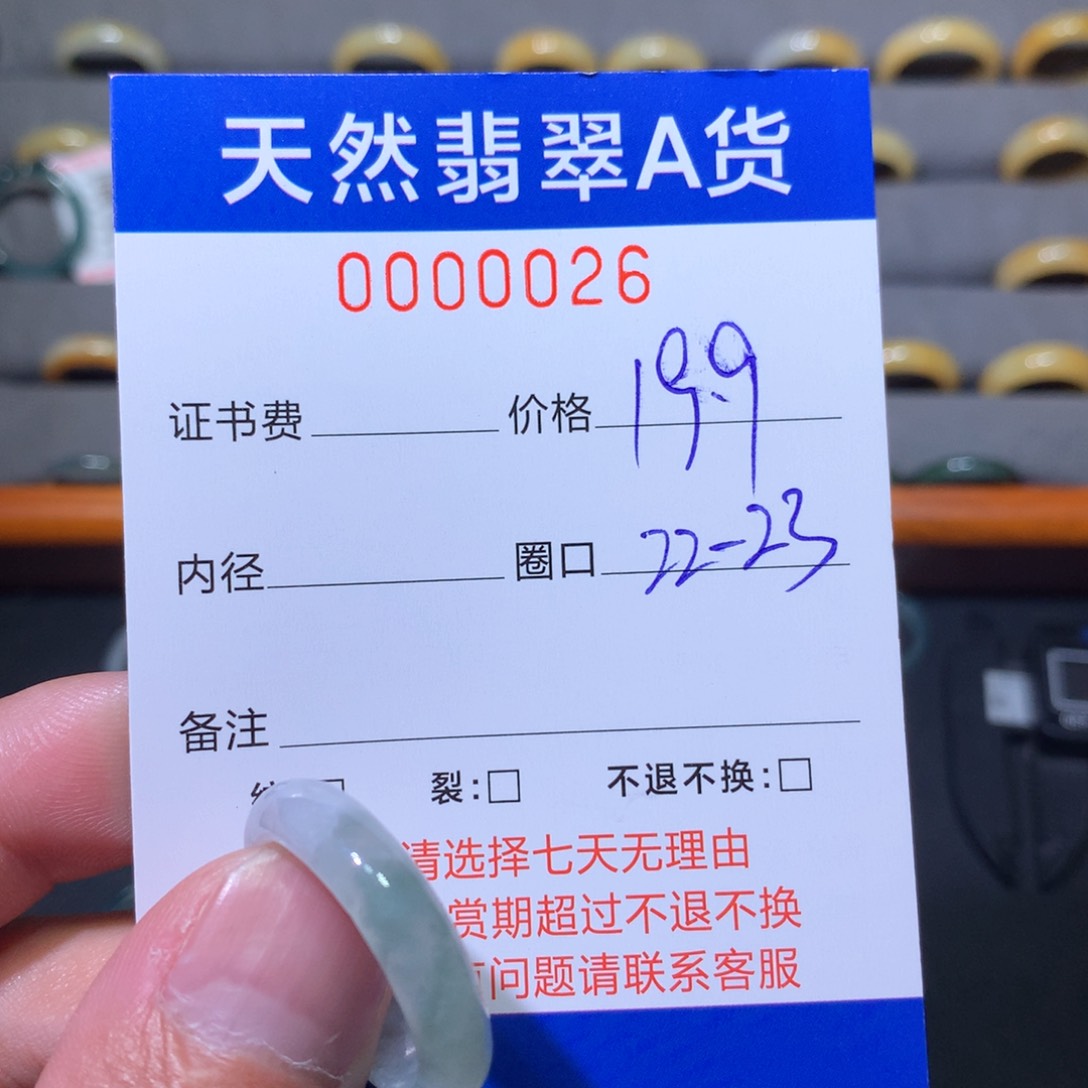 天然翡翠A货
0000026
证书费 价格 19.9
内径 圈口 22-23
备注
裂:□ 不退不换:□
请选择七天无理由
赏期超过不退不换
问题请联系客服